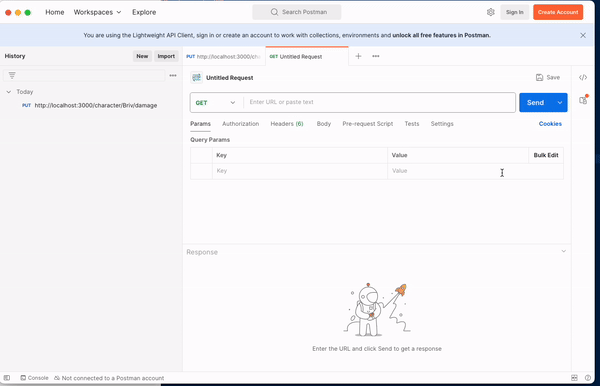 Home Workspaces Explore Search Postman Sign In Create Account
You are using the Lightweight API Client, sign in or create an account to work with collections, environments and unlock all free features in Postman.
History New Import PUT http://localhost:3000/cha GET Untitled Request
Untitled Request Save
Today
PUT http://localhost:3000/character/Briv/damage
GET Enter URL or paste text Send
Params Authorization Headers (6) Body Pre-request Script Tests Settings Cookies
Query Params
Key Value Bulk Edit
Key Value
Response
Enter the URL and click Send to get a response
Console Not connected to a Postman account